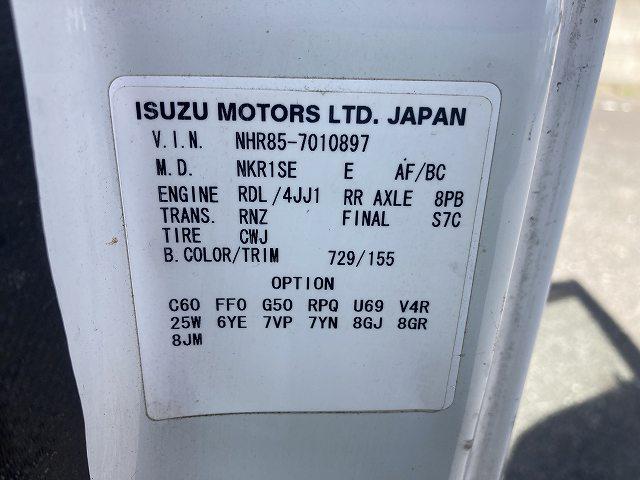 ISUZU MOTORS LTD. JAPAN
V.I.N. NHR85-7010897
M.D. NKR1SE E AF/BC
ENGINE RDL/4JJ1 RR AXLE 8PB
TRANS. RNZ FINAL S7C
TIRE CWJ
B.COLOR/TRIM 729/155
OPTION
C60 FF0 G50 RPQ U69 V4R
25W 6YE 7VP 7YN 8GJ 8GR
8JM